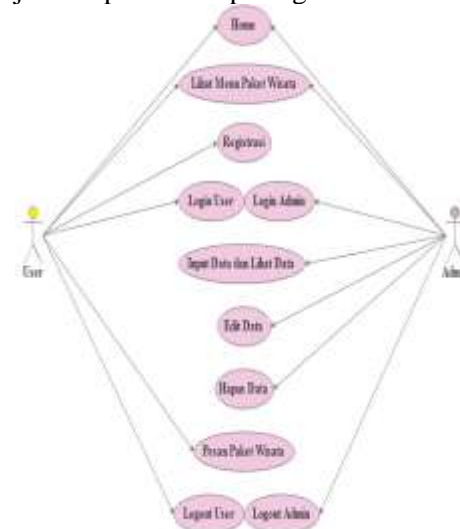 Home
Lihat Menu Paket Wisata
Registrasi
Login User
Login Admin
Input Data dan Lihat Data
User
Edit Data
Hapus Data
Pesan Paket Wisata
Logout User
Logout Admin